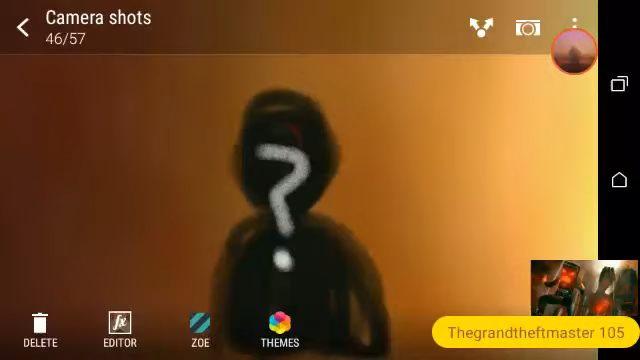 Camera shots
46/57
?
DELETE
EDITOR
ZOE
THEMES
Thegrandtheftmaster 105